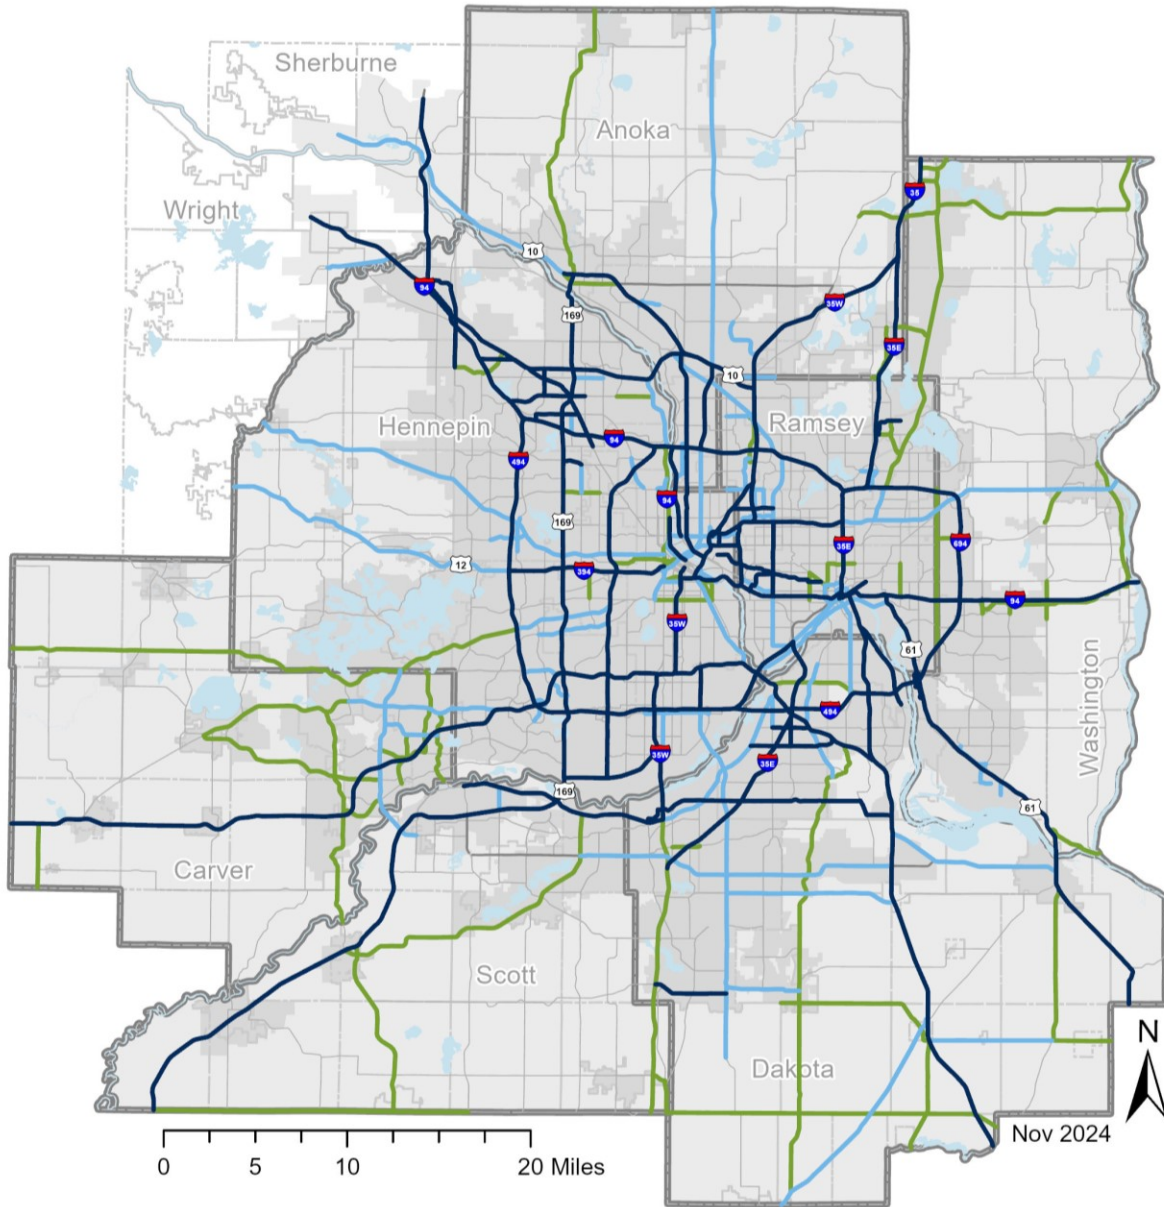 Sherburne
Anoka
35
Wright
10
94
35W
169
35E
10
Hennepin
Ramsey
94
494
94
169
35E
694
12
394
94
35W
61
494
Washington
35W
35E
169
61
Carver
Scott
N
Dakota
Nov 2024
0 5 10 20 Miles